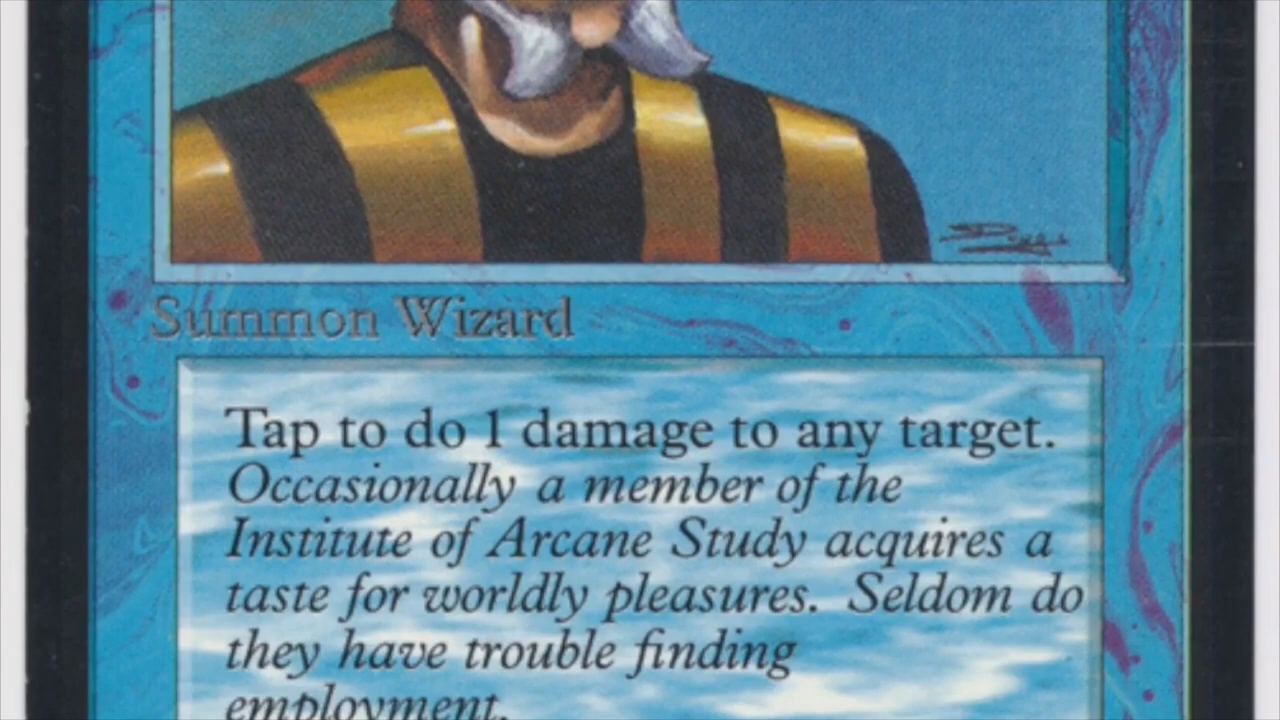 Summon Wizard
Tap to do 1 damage to any target.
Occasionally a member of the
Institute of Arcane Study acquires a
taste for worldly pleasures. Seldom do
they have trouble finding
employment.